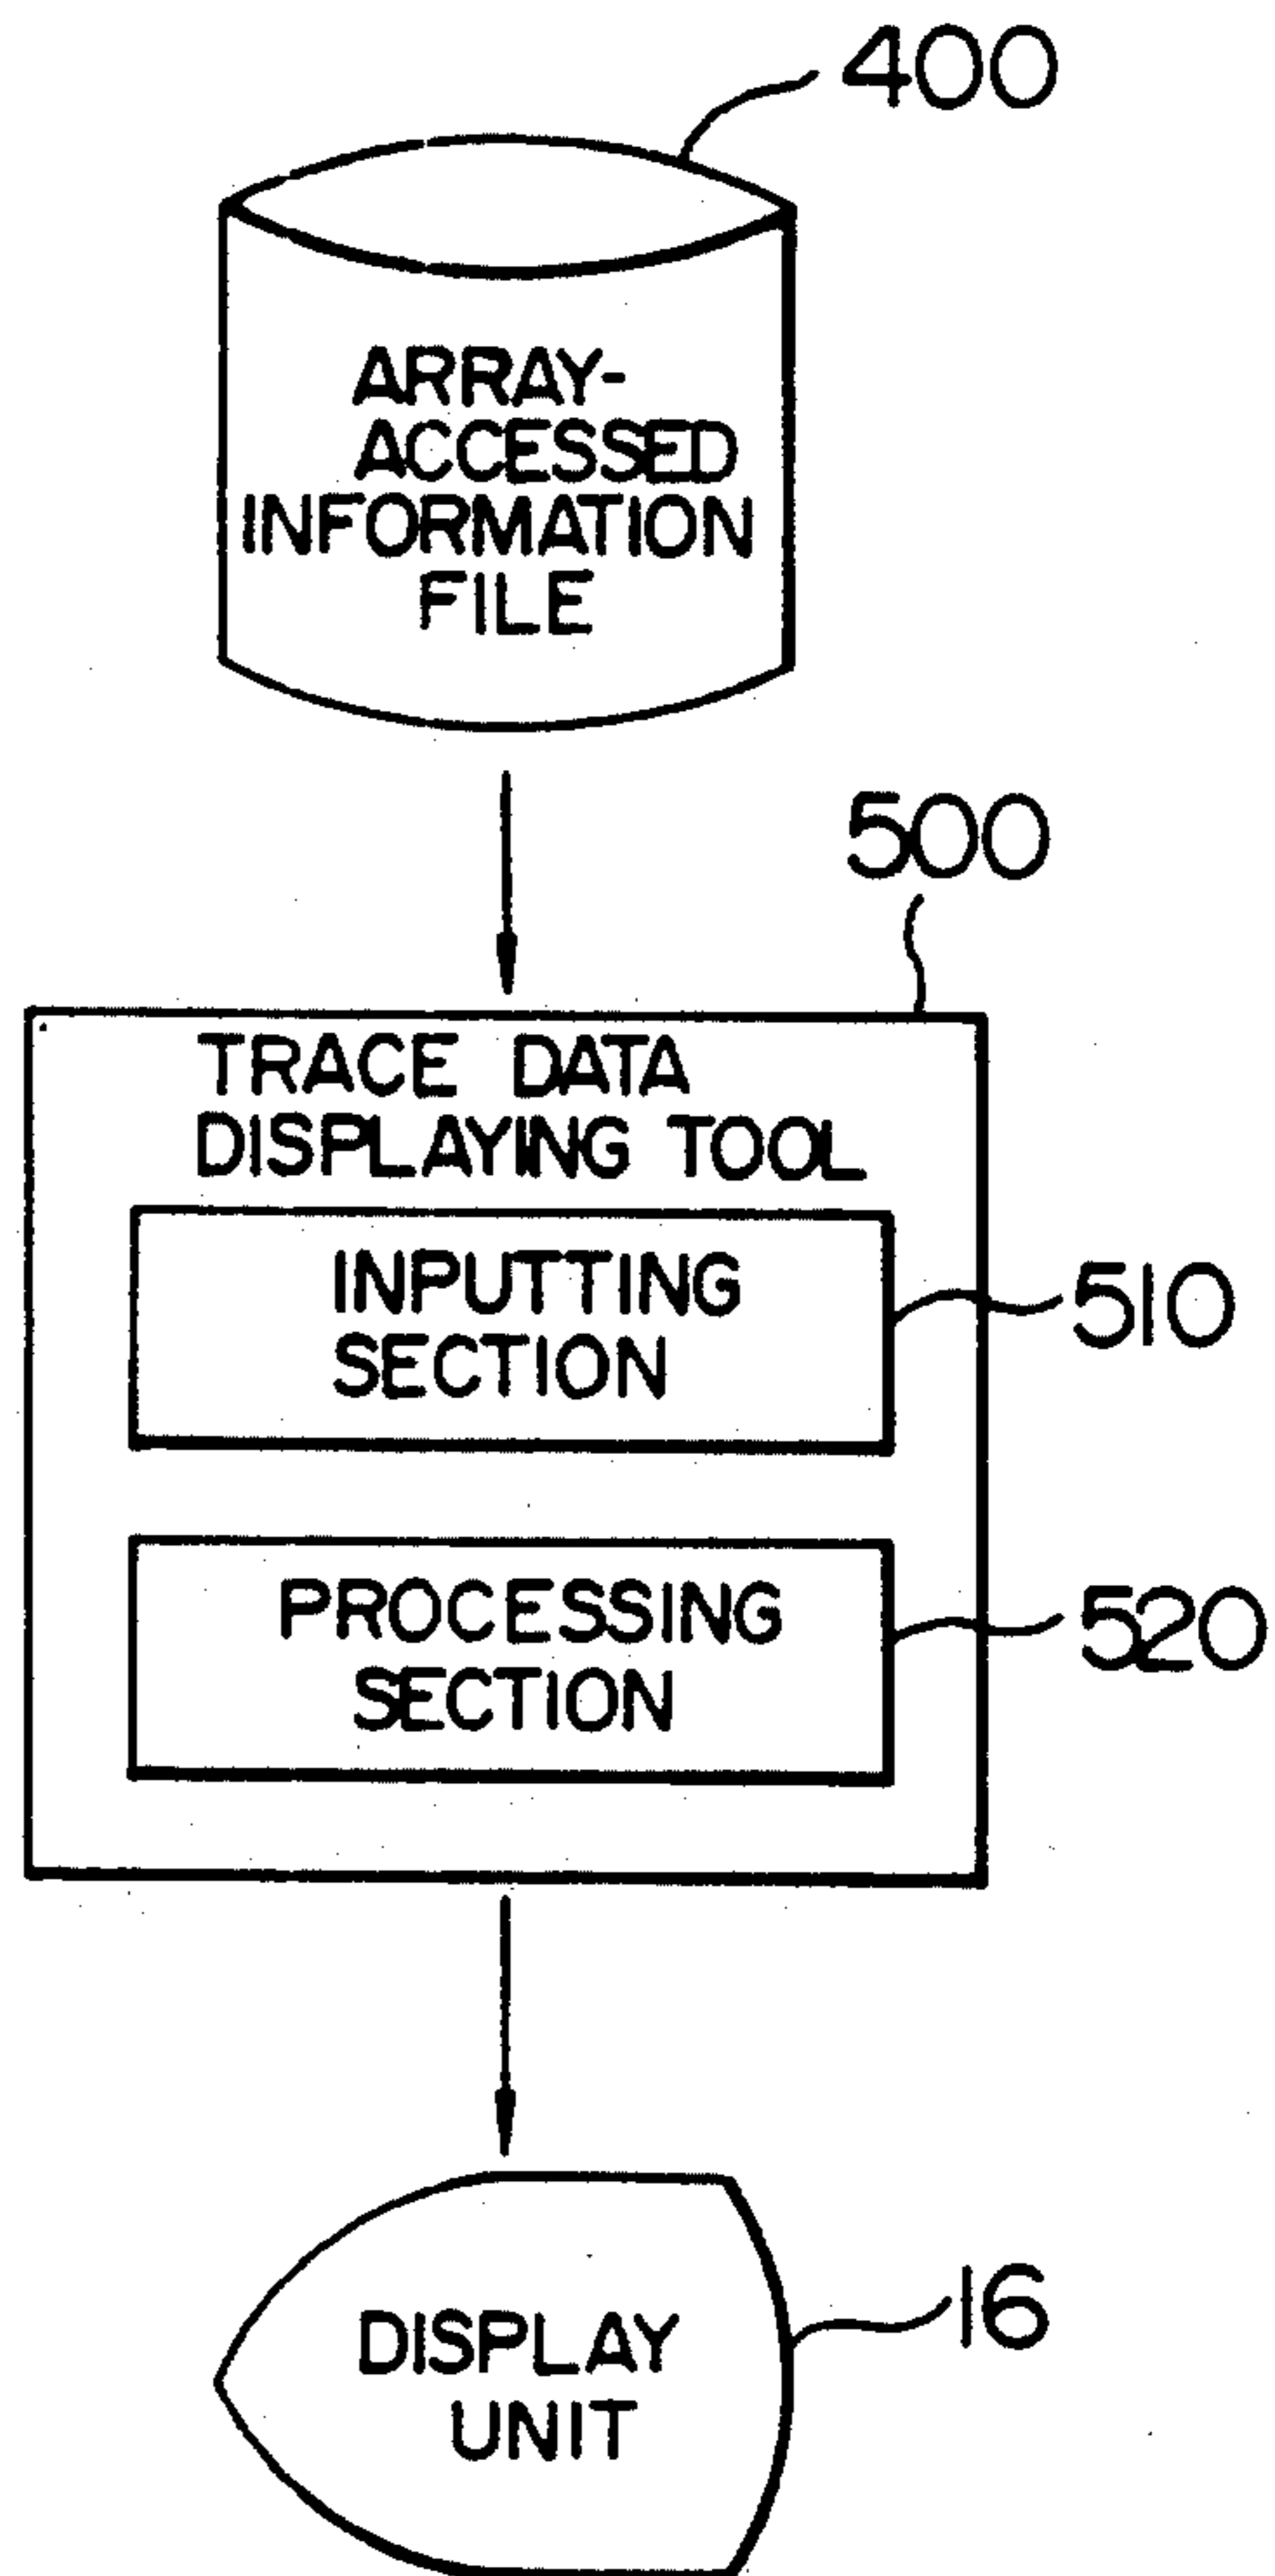 400
ARRAY-
ACCESSED
INFORMATION
FILE
500
TRACE DATA
DISPLAYING TOOL
INPUTTING
SECTION
510
PROCESSING
SECTION
520
DISPLAY
UNIT
16